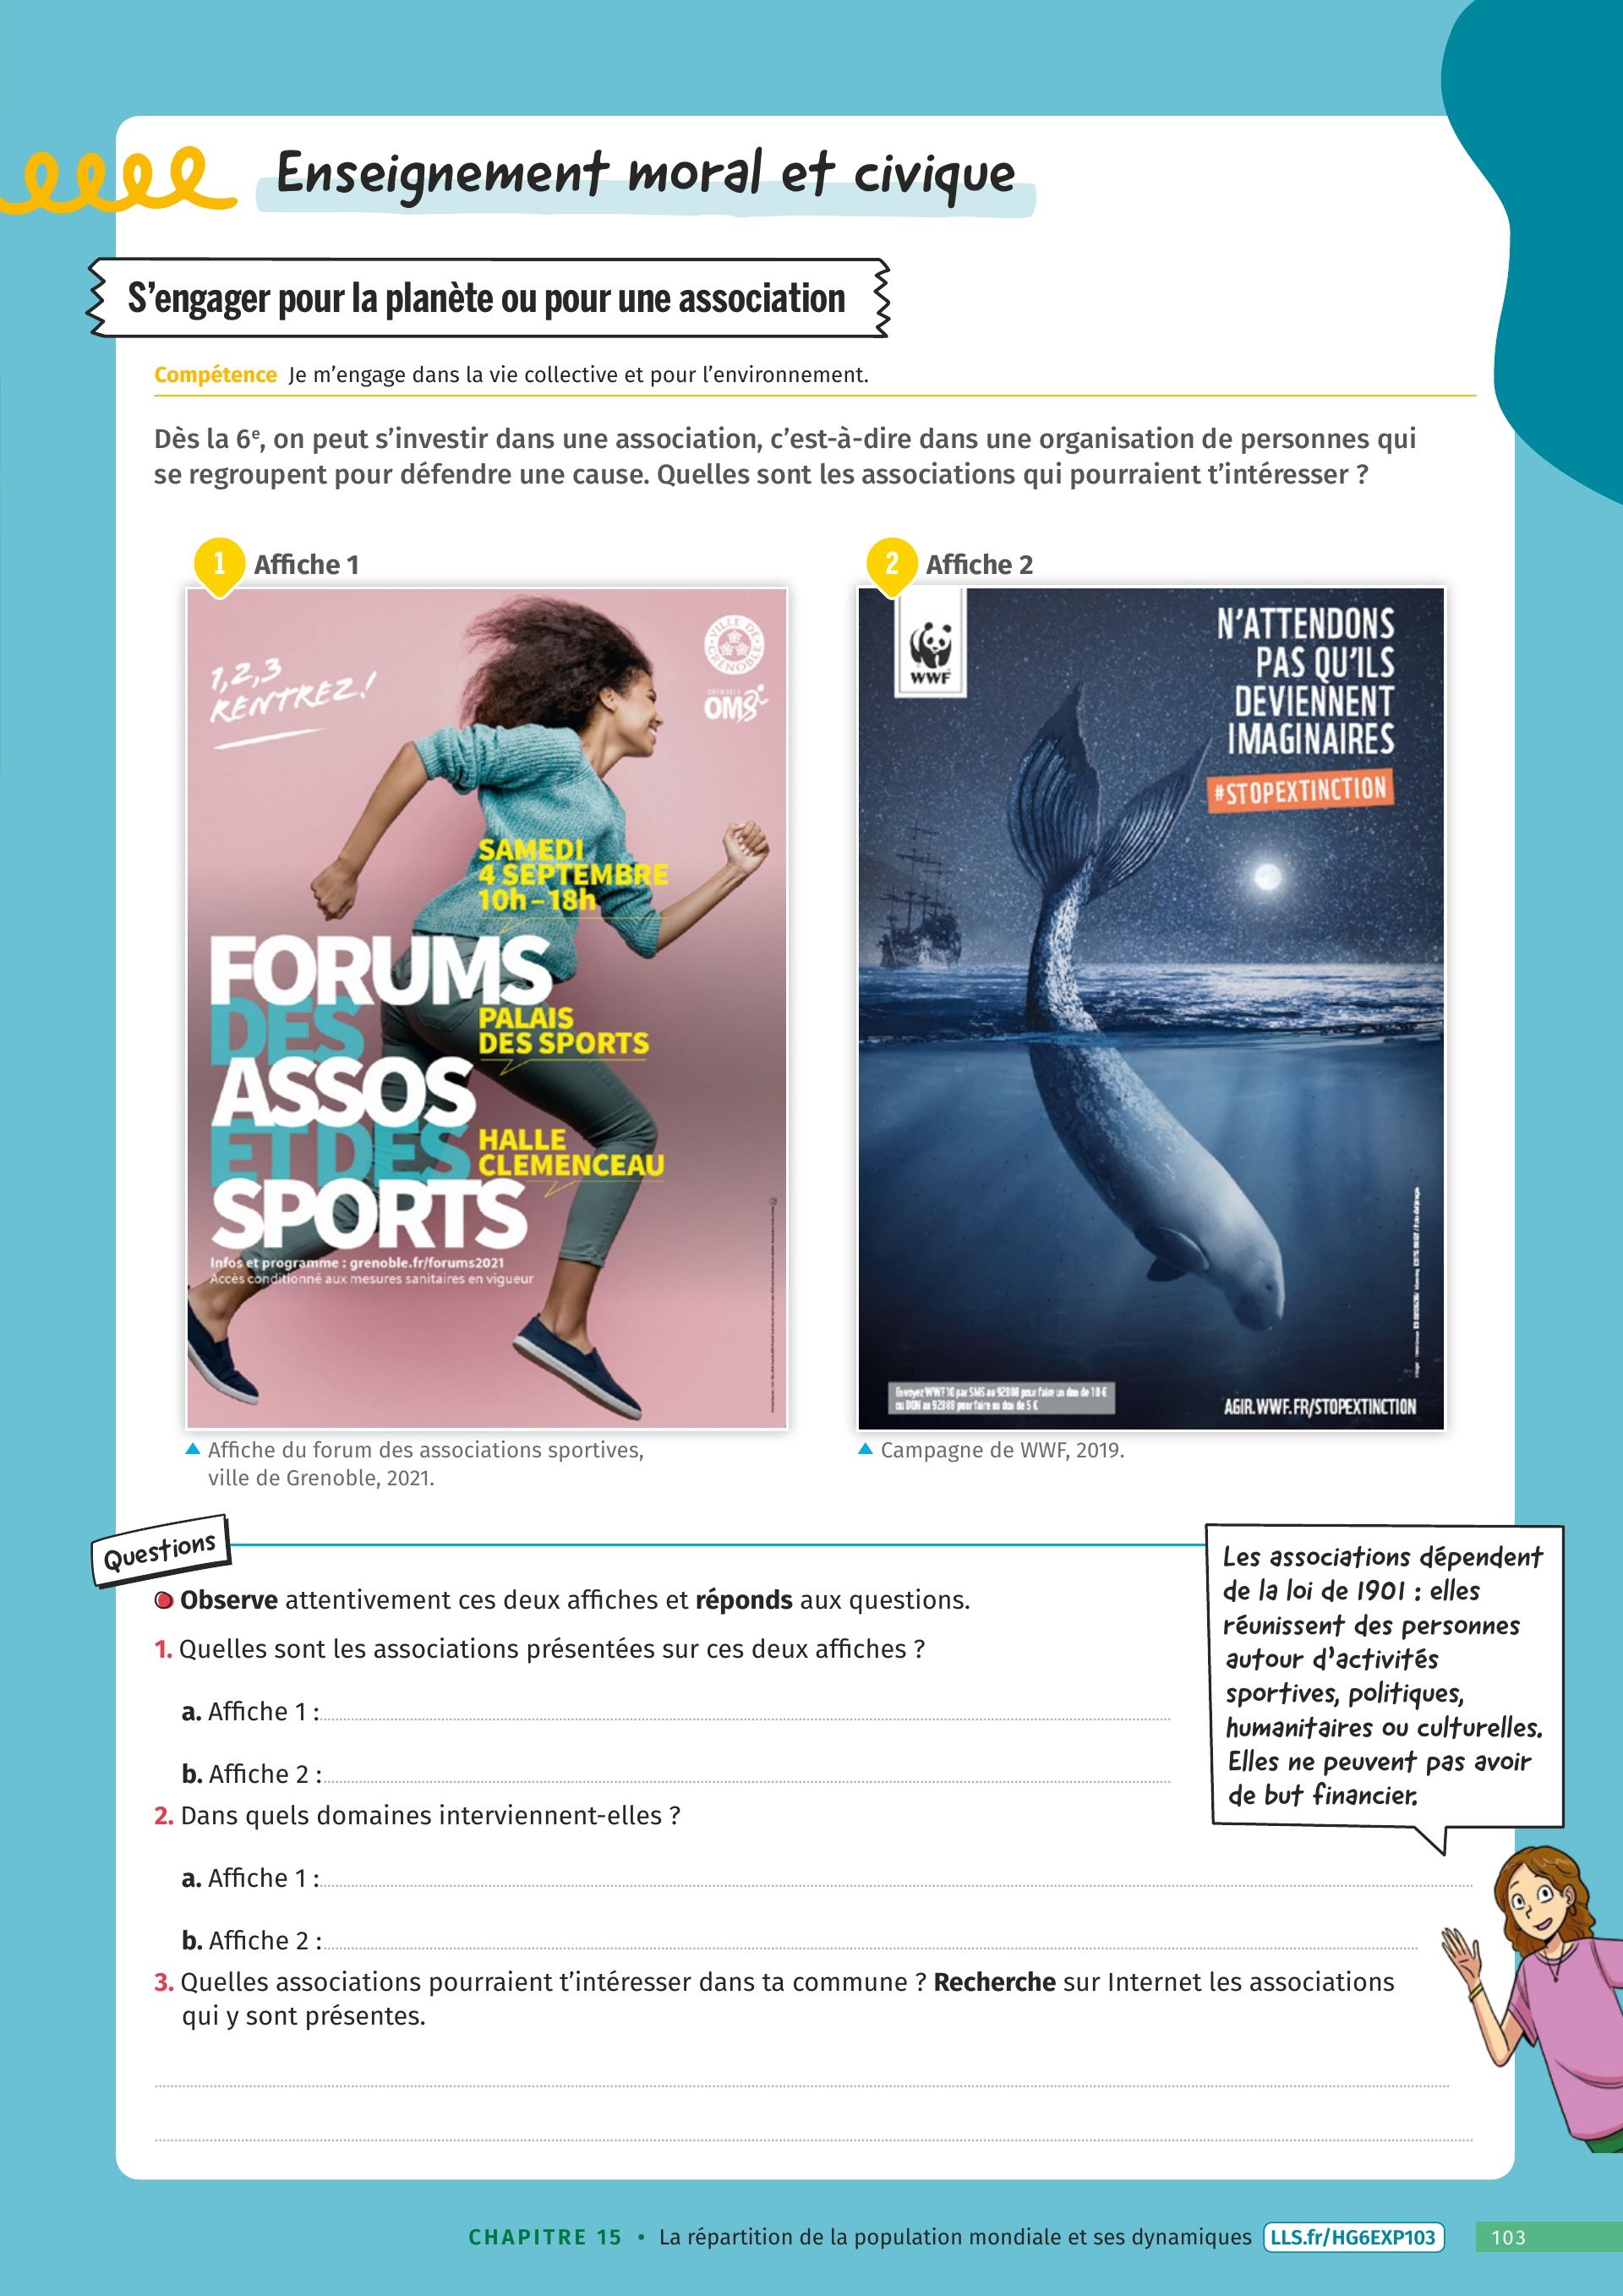 Enseignement moral et civique
S'engager pour la planète ou pour une association
Compétence Je m'engage dans la vie collective et pour l'environnement.
Dès la 6e, on peut s'investir dans une association, c'est-à-dire dans une organisation de personnes qui
se regroupent pour défendre une cause. Quelles sont les associations qui pourraient t'intéresser ?
1 Affiche 1
1,2,3
RENTREZ!
VILLE DE GRENOBLE
GRENOBLE
OMS
SAMEDI
4 SEPTEMBRE
10h – 18h
FORUMS
DES
PALAIS
DES SPORTS
ASSOS
ET DES
HALLE
CLEMENCEAU
SPORTS
Infos et programme : grenoble.fr/forums2021
Accès conditionné aux mesures sanitaires en vigueur
▲ Affiche du forum des associations sportives,
ville de Grenoble, 2021.
2 Affiche 2
WWF
N'ATTENDONS
PAS QU'ILS
DEVIENNENT
IMAGINAIRES
#STOPEXTINCTION
Envoyez WWF10 par SMS au 92888 pour faire un don de 10 €
ou DON au 92888 pour faire un don de 5 €
AGIR.WWF.FR/STOPEXTINCTION
▲ Campagne de WWF, 2019.
Questions
Observe attentivement ces deux affiches et réponds aux questions.
1. Quelles sont les associations présentées sur ces deux affiches ?
a. Affiche 1 :
b. Affiche 2 :
2. Dans quels domaines interviennent-elles ?
a. Affiche 1 :
b. Affiche 2 :
3. Quelles associations pourraient t'intéresser dans ta commune ? Recherche sur Internet les associations
qui y sont présentes.
Les associations dépendent
de la loi de 1901 : elles
réunissent des personnes
autour d'activités
sportives, politiques,
humanitaires ou culturelles.
Elles ne peuvent pas avoir
de but financier.
CHAPITRE 15 • La répartition de la population mondiale et ses dynamiques LLS.fr/HG6EXP103 103